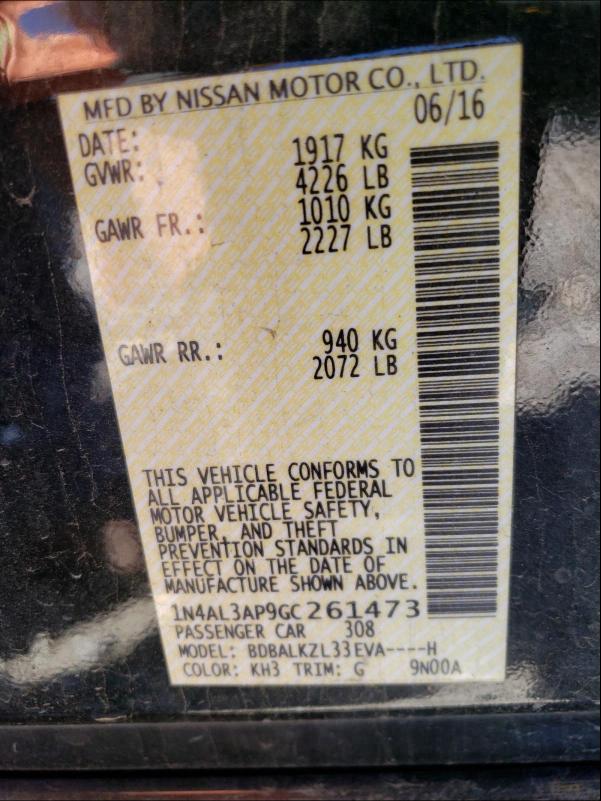 MFD BY NISSAN MOTOR CO., LTD.
DATE: 06/16
GVWR: 1917 KG
4226 LB
GAWR FR.: 1010 KG
2227 LB
GAWR RR.: 940 KG
2072 LB
THIS VEHICLE CONFORMS TO
ALL APPLICABLE FEDERAL
MOTOR VEHICLE SAFETY,
BUMPER, AND THEFT
PREVENTION STANDARDS IN
EFFECT ON THE DATE OF
MANUFACTURE SHOWN ABOVE.
1N4AL3AP9GC261473
PASSENGER CAR 308
MODEL: BDBALKZL33EVA----H
COLOR: KH3 TRIM: G 9N00A